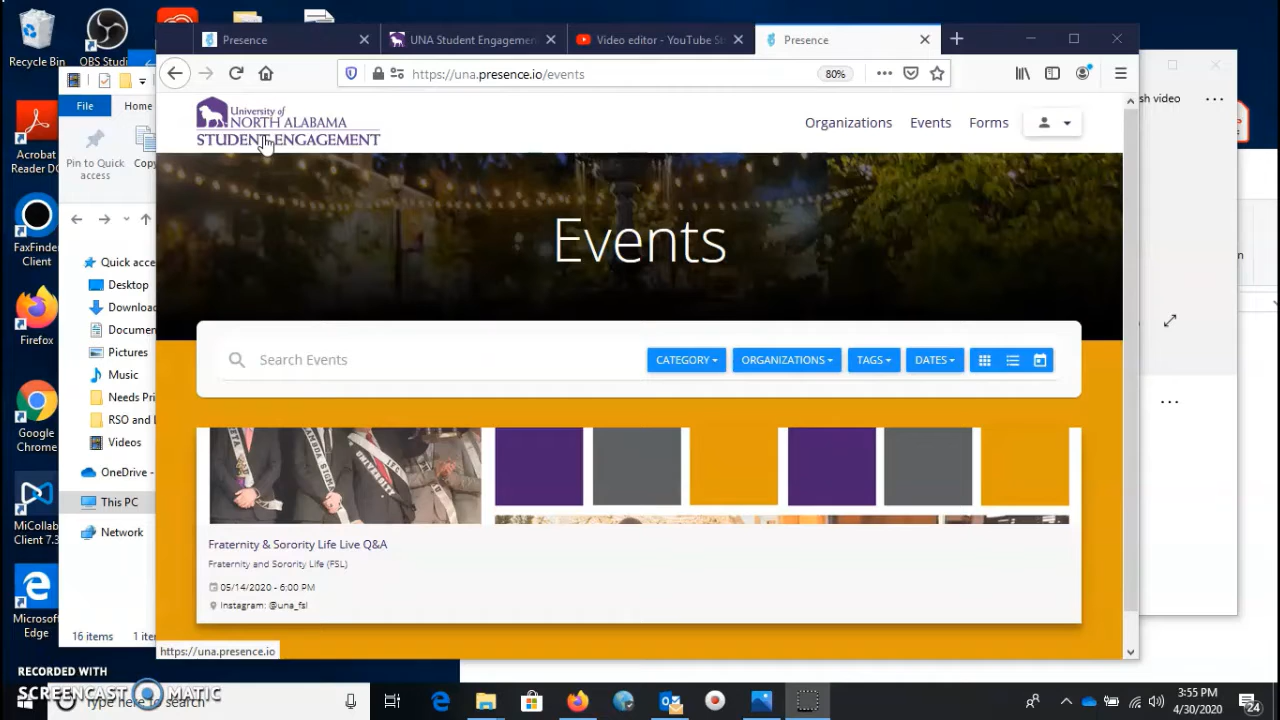 Recycle Bin
OBS Studio
Acrobat
Reader DC
FaxFinder
Client
Firefox
Google
Chrome
MiCollab
Client 7.3
Microsoft
Edge
File
Home
Pin to Quick
access
Copy
Quick acce
Desktop
Downloa
Documen
Pictures
Music
Needs Pri
RSO and
Videos
OneDrive -
This PC
Network
16 items
1 ite
Presence
UNA Student Engageme
Video editor - YouTube St
Presence
https://una.presence.io/events
80%
University of
NORTH ALABAMA
STUDENT ENGAGEMENT
Organizations
Events
Forms
Events
Search Events
CATEGORY
ORGANIZATIONS
TAGS
DATES
Fraternity & Sorority Life Live Q&A
Fraternity and Sorority Life (FSL)
05/14/2020 - 6:00 PM
Instagram: @una_fsl
https://una.presence.io
sh video
RECORDED WITH
SCREENCAST MATIC
Type here to search
3:55 PM
4/30/2020
24